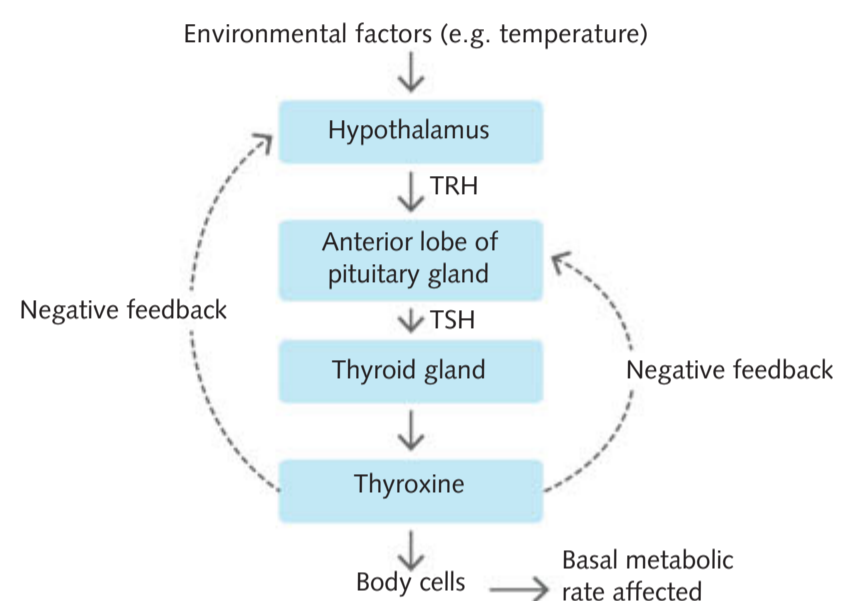 Environmental factors (e.g. temperature)
Hypothalamus
TRH
Anterior lobe of
pituitary gland
Negative feedback
TSH
Thyroid gland
Negative feedback
Thyroxine
Body cells
Basal metabolic
rate affected